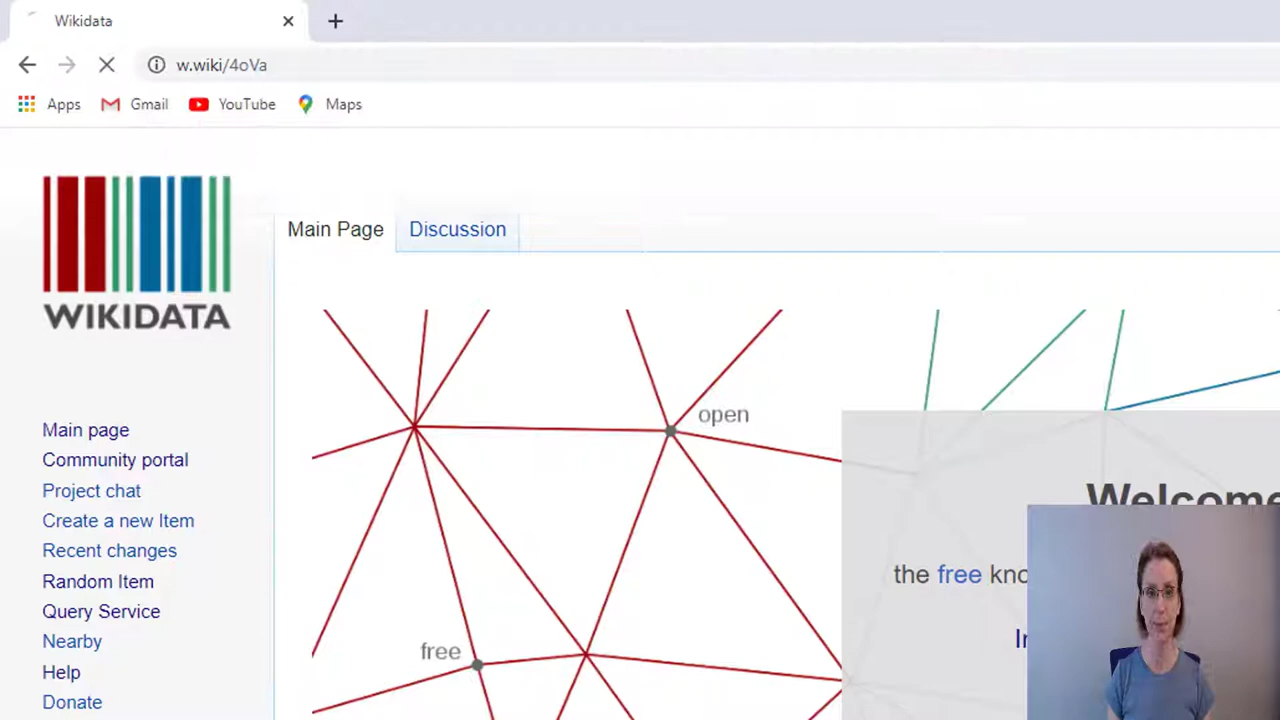 Wikidata
w.wiki/4oVa
Apps Gmail YouTube Maps
WIKIDATA
Main Page Discussion
open
Main page
Community portal
Project chat
Create a new Item
Recent changes
Random Item
Query Service
Nearby
Help
Donate
free
Welcome
the free